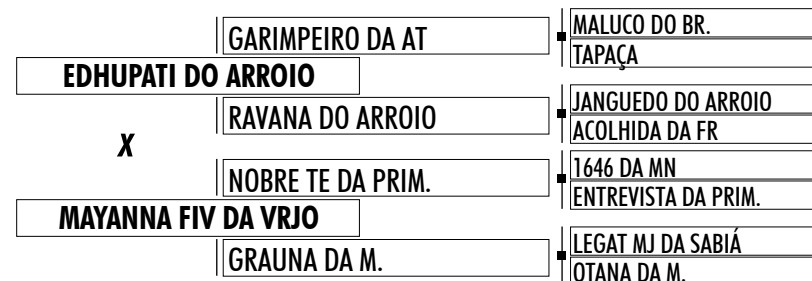 GARIMPEIRO DA AT
MALUCO DO BR.
TAPAÇA
EDHUPATI DO ARROIO
RAVANA DO ARROIO
JANGUEDO DO ARROIO
ACOLHIDA DA FR
X
NOBRE TE DA PRIM.
1646 DA MN
ENTREVISTA DA PRIM.
MAYANNA FIV DA VRJO
GRAUNA DA M.
LEGAT MJ DA SABIÁ
OTANA DA M.